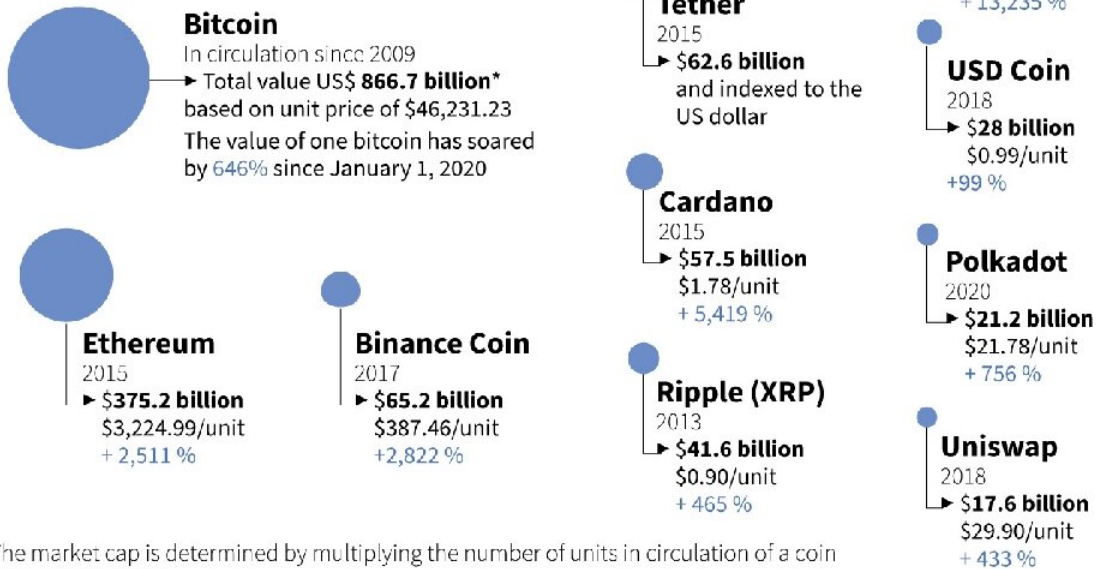 Bitcoin
In circulation since 2009
Total value US$ 866.7 billion*
based on unit price of $46,231.23
The value of one bitcoin has soared
by 646% since January 1, 2020
Ethereum
2015
$375.2 billion
$3,224.99/unit
+ 2,511 %
Binance Coin
2017
$65.2 billion
$387.46/unit
+2,822 %
Tether
2015
$62.6 billion
and indexed to the
US dollar
Cardano
2015
$57.5 billion
$1.78/unit
+ 5,419 %
Ripple (XRP)
2013
$41.6 billion
$0.90/unit
+ 465 %
+ 13,235 %
USD Coin
2018
$28 billion
$0.99/unit
+99 %
Polkadot
2020
$21.2 billion
$21.78/unit
+ 756 %
Uniswap
2018
$17.6 billion
$29.90/unit
+ 433 %
The market cap is determined by multiplying the number of units in circulation of a coin